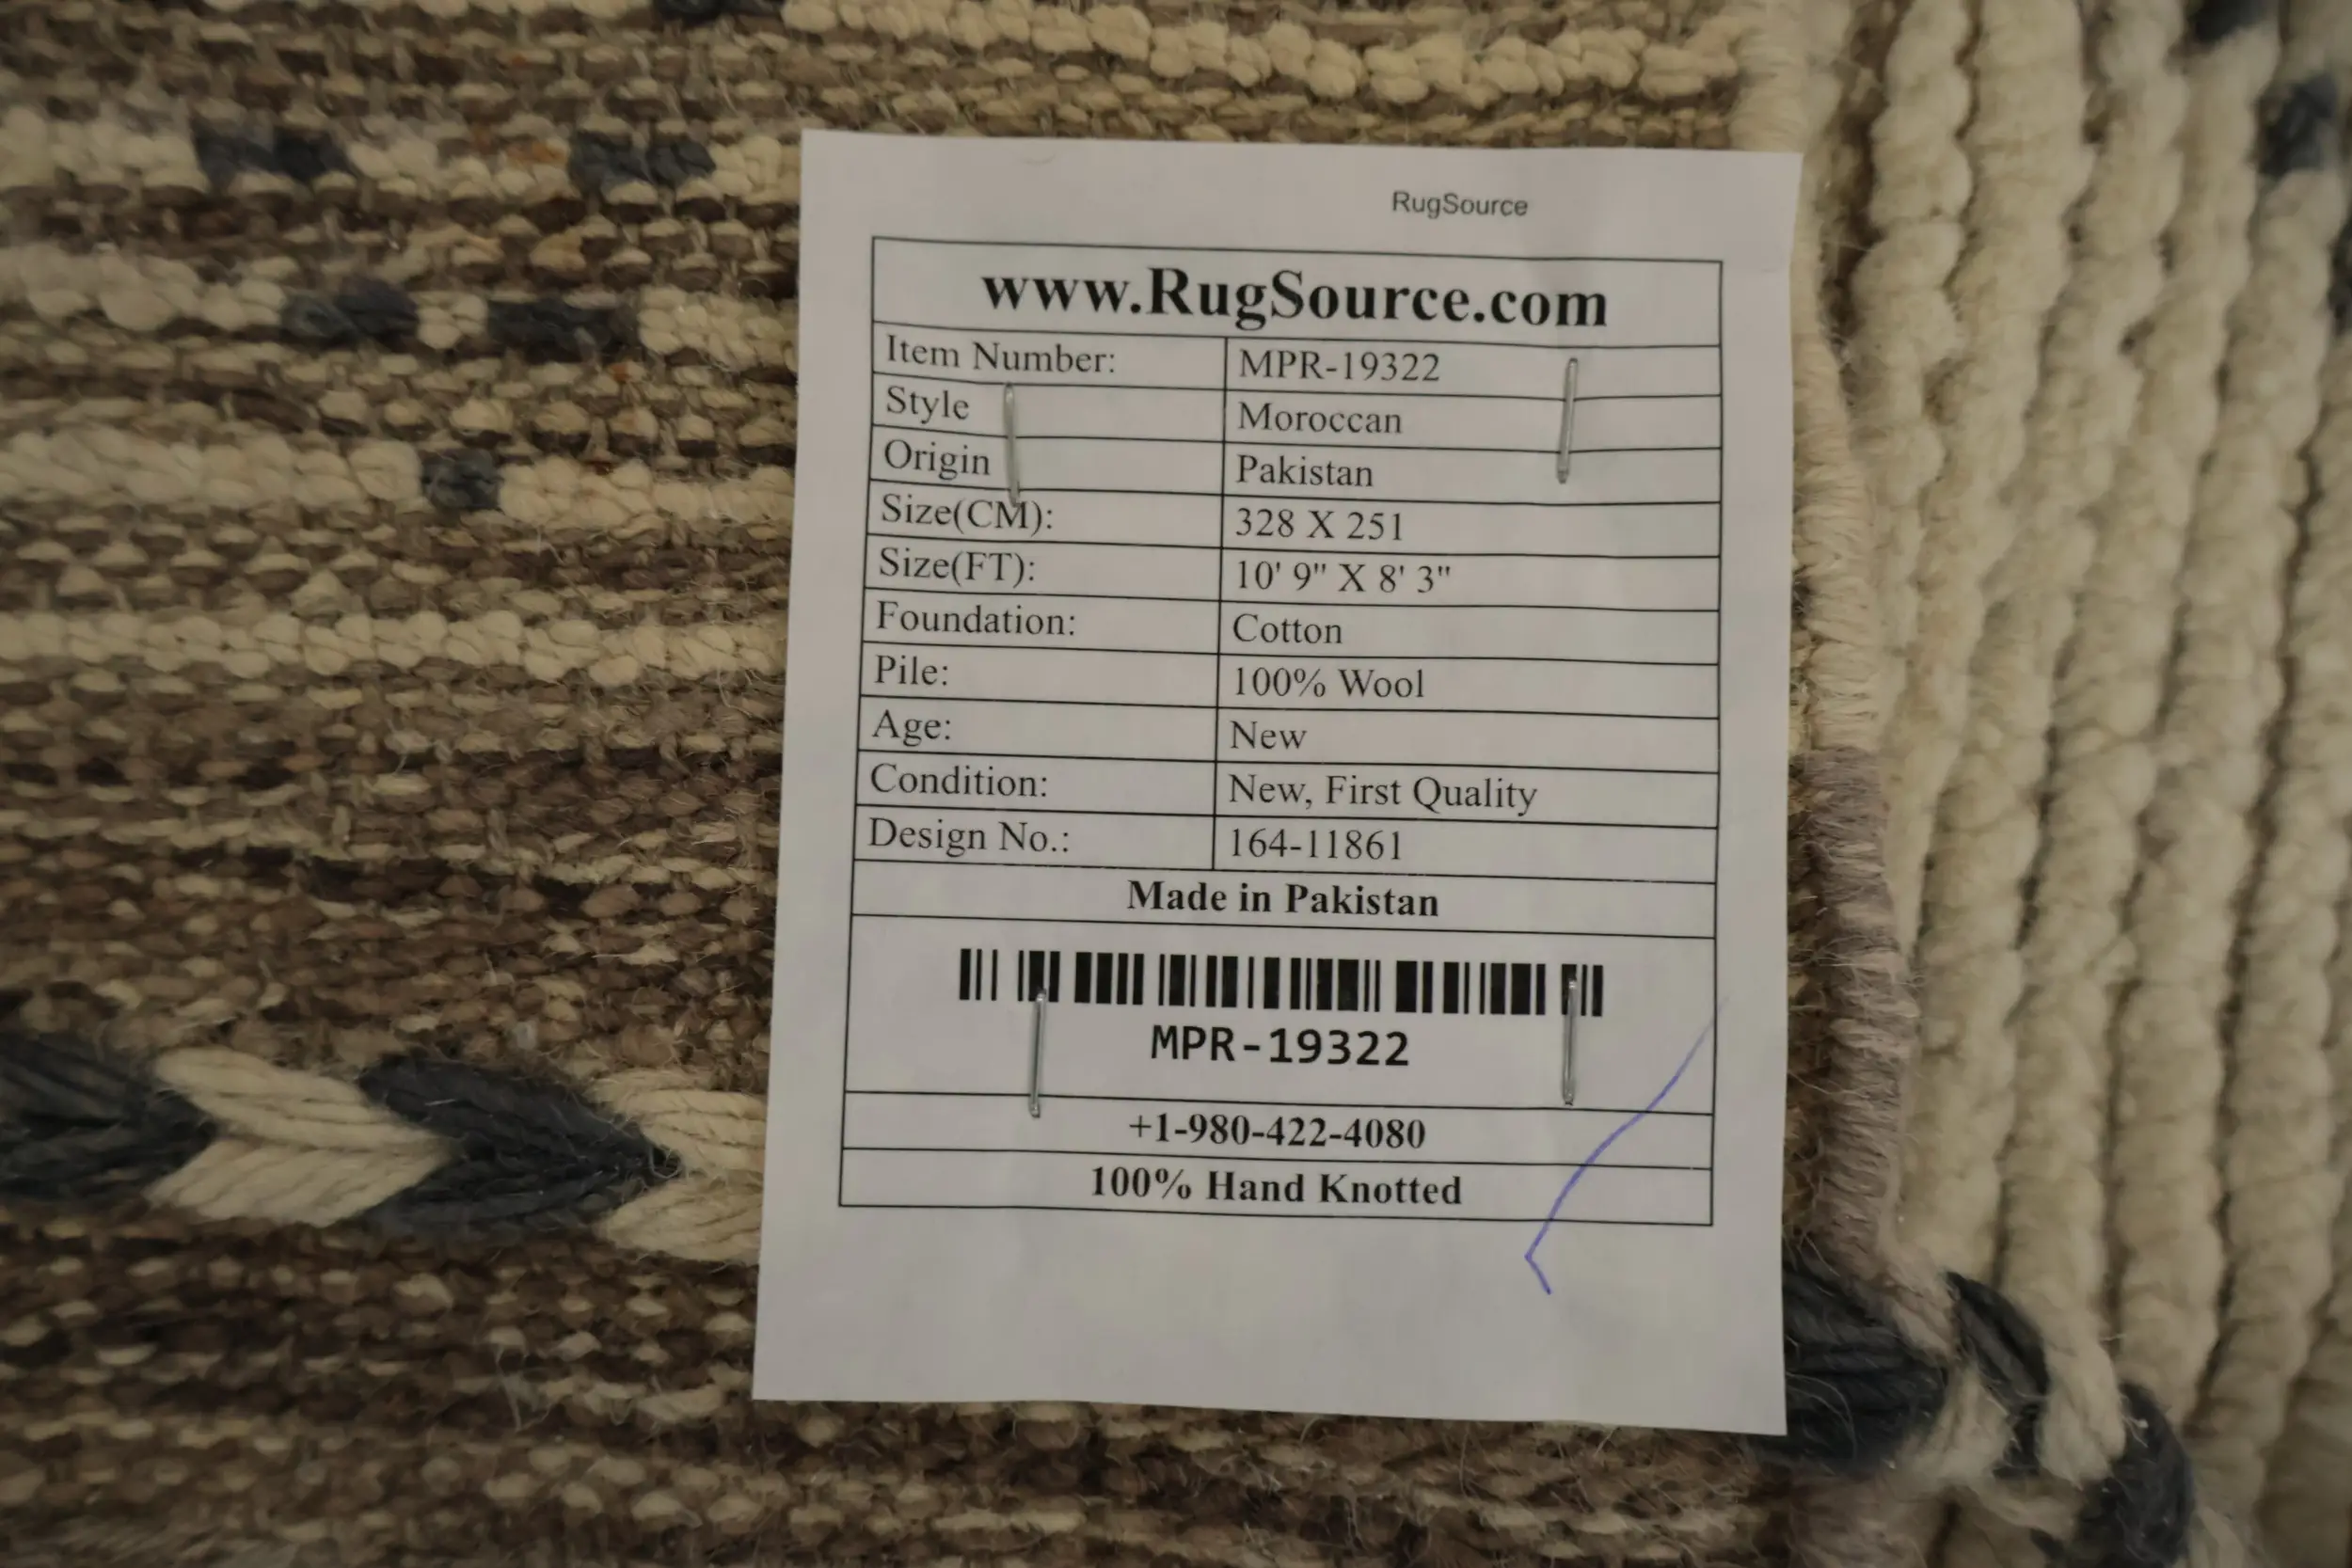 RugSource
www.RugSource.com
Item Number: MPR-19322
Style Moroccan
Origin Pakistan
Size(CM): 328 X 251
Size(FT): 10' 9" X 8' 3"
Foundation: Cotton
Pile: 100% Wool
Age: New
Condition: New, First Quality
Design No.: 164-11861
Made in Pakistan
MPR-19322
+1-980-422-4080
100% Hand Knotted